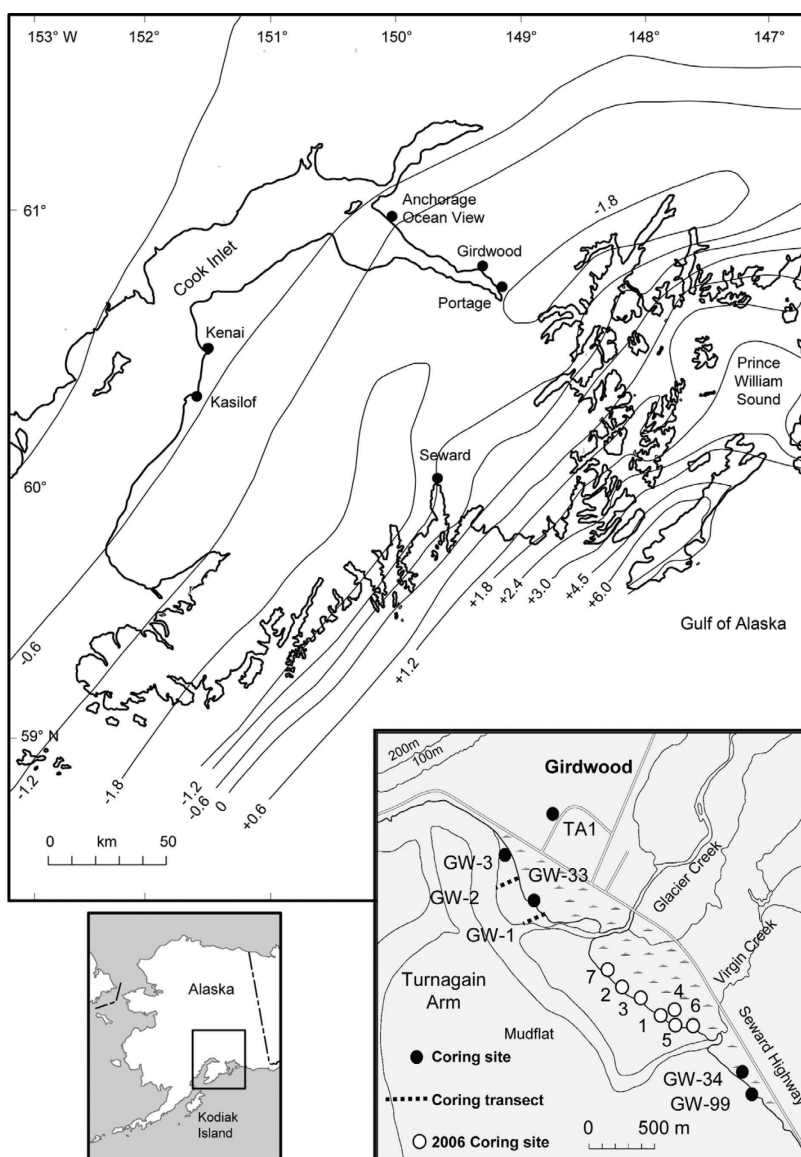 153° W 152° 151° 150° 149° 148° 147°
61°
Anchorage
Ocean View
-1.8
Girdwood
Cook Inlet
Portage
Kenai
Prince
William
Sound
Kasilof
Seward
60°
+1.8
+2.4
+3.0
+4.5
+6.0
Gulf of Alaska
-0.6
+1.2
59° N
-1.2
-1.8
-1.2
-0.6
0
+0.6
0 km 50
200m
100m
Girdwood
TA1
GW-3
GW-33
GW-2
GW-1
Glacier Creek
Virgin Creek
Seward Highway
Turnagain
Arm
7
2
3
1
5
4
6
Mudflat
Coring site
GW-34
Coring transect
GW-99
2006 Coring site
0 500 m
Alaska
Kodiak
Island